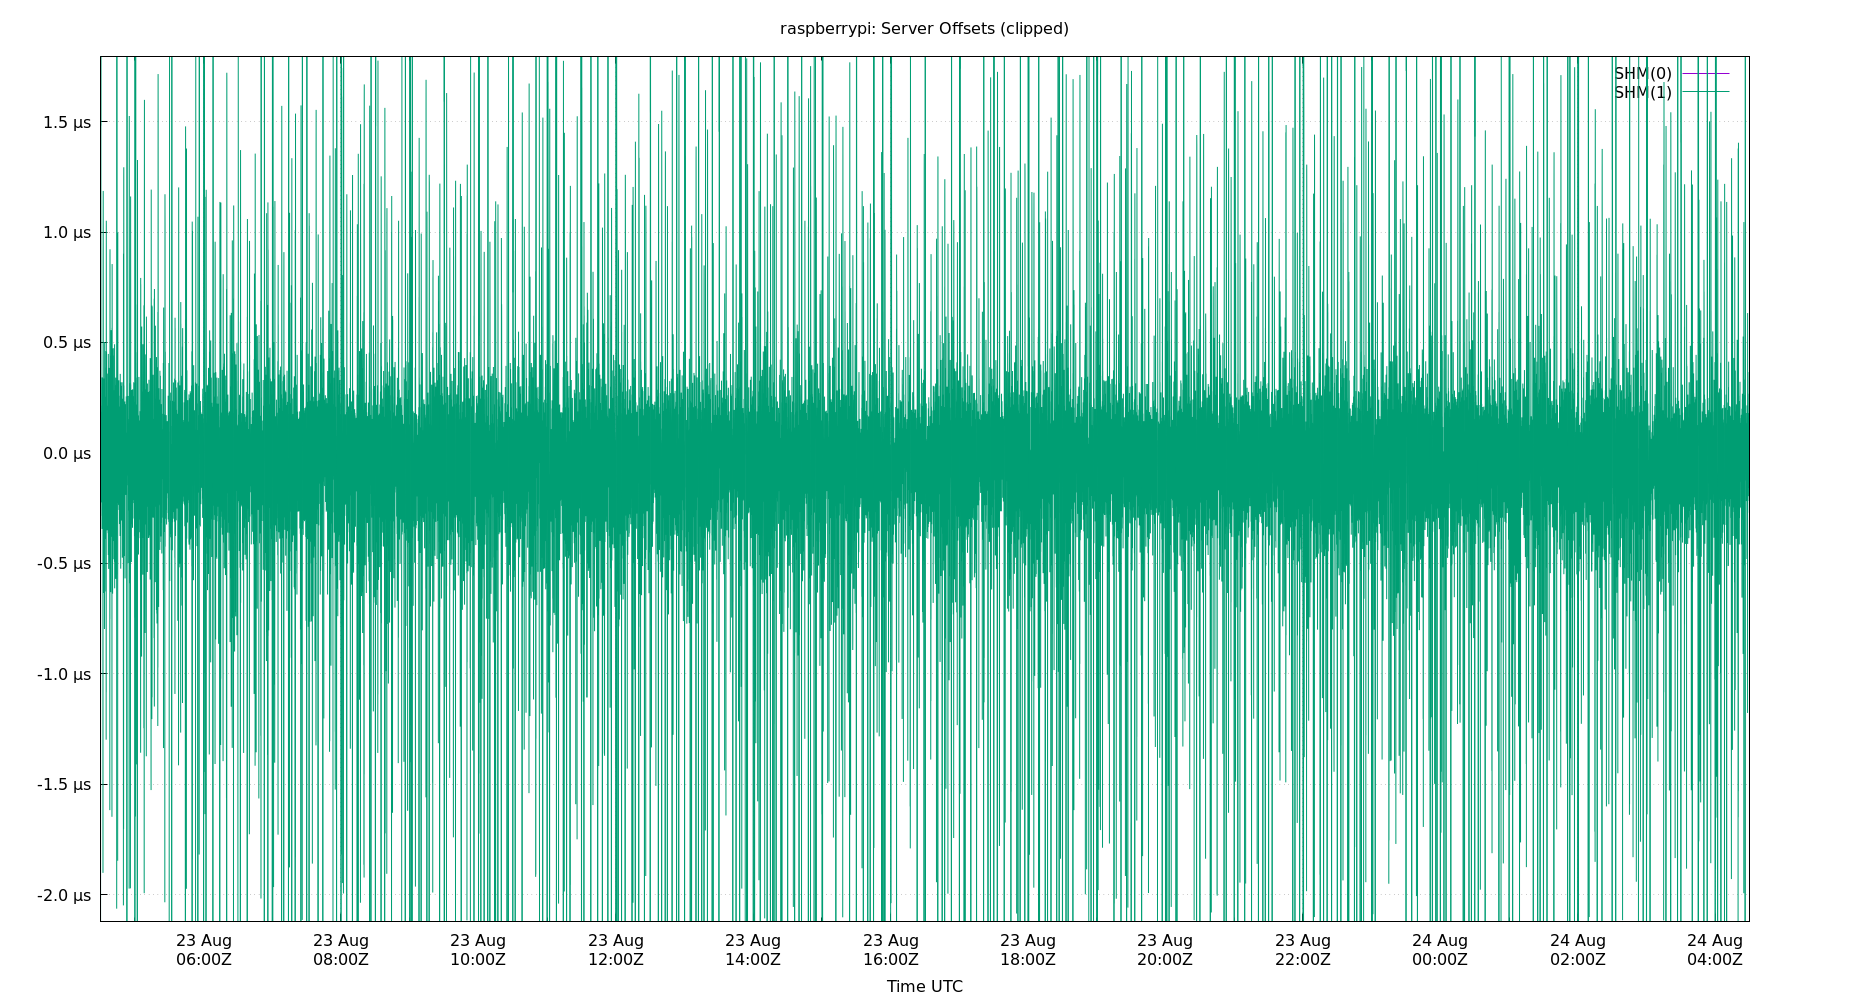 raspberrypi: Server Offsets (clipped)
SHM(0)
SHM(1)
1.5 µs
1.0 µs
0.5 µs
0.0 µs
-0.5 µs
-1.0 µs
-1.5 µs
-2.0 µs
23 Aug 23 Aug 23 Aug 23 Aug 23 Aug 23 Aug 23 Aug 23 Aug 23 Aug 24 Aug 24 Aug 24 Aug
06:00Z 08:00Z 10:00Z 12:00Z 14:00Z 16:00Z 18:00Z 20:00Z 22:00Z 00:00Z 02:00Z 04:00Z
Time UTC